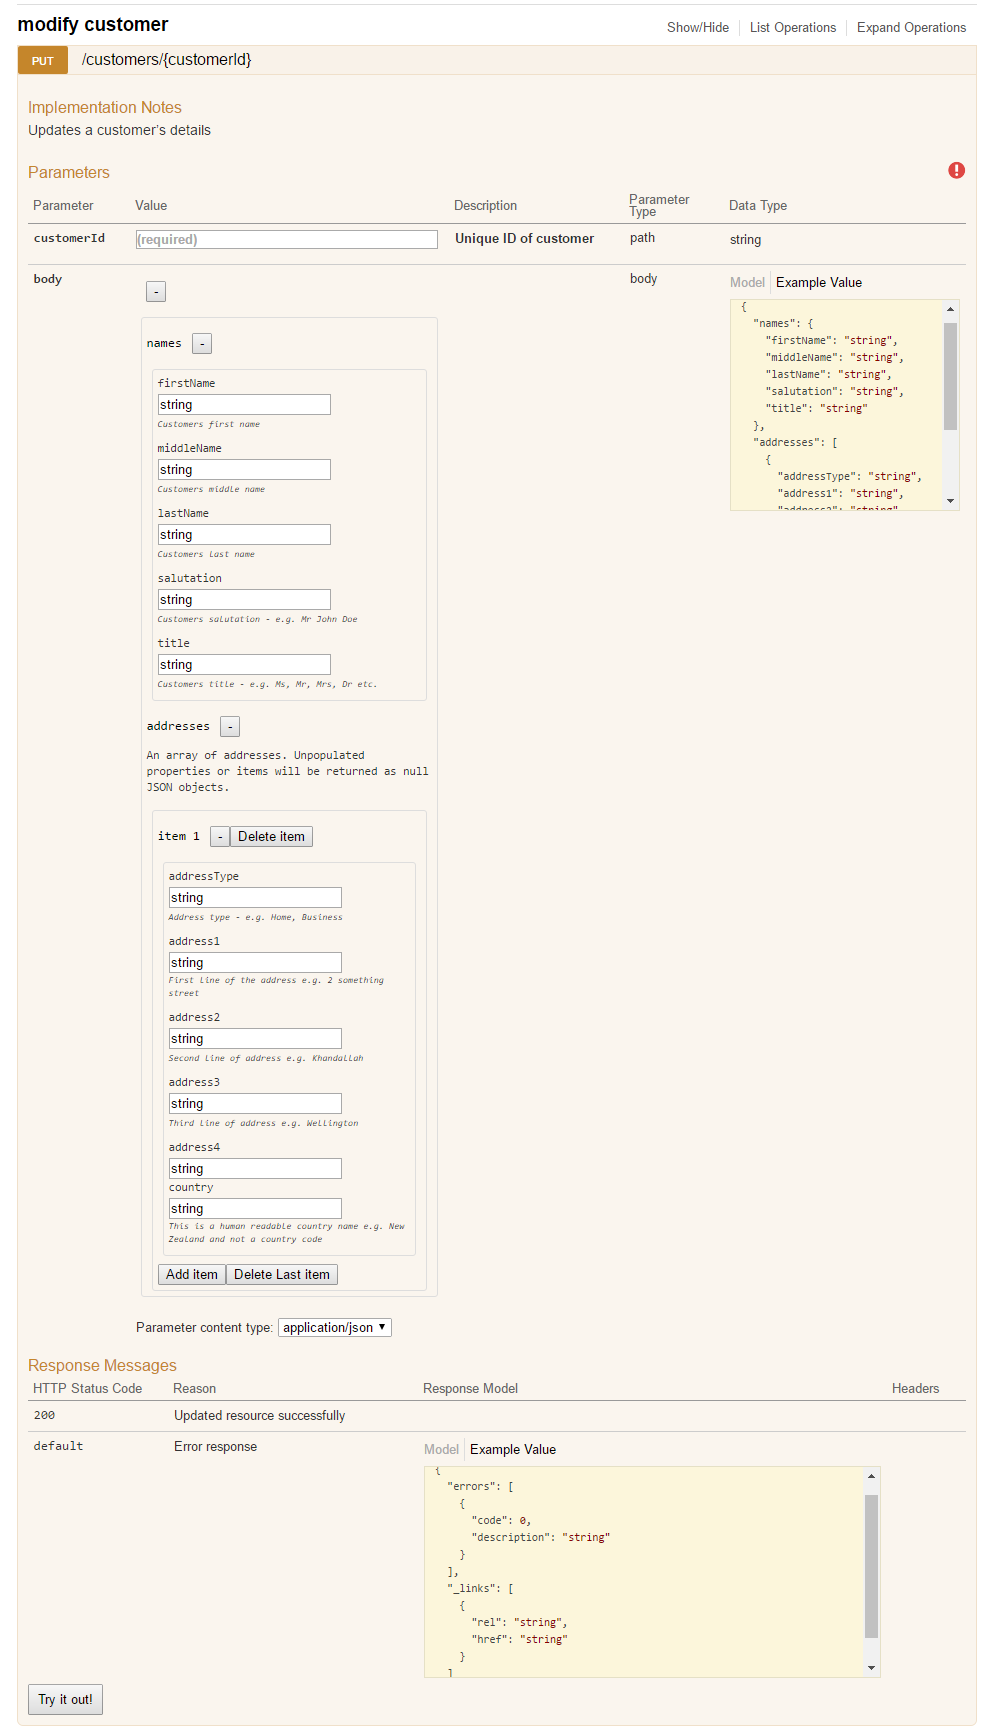 modify customer
Show/Hide
List Operations
Expand Operations
PUT
/customers/{customerId}
Implementation Notes
Updates a customer's details
Parameters
Parameter
Value
Description
Parameter Type
Data Type
customerId
(required)
Unique ID of customer
path
string
body
-
body
Model
Example Value
{
"names": {
"firstName": "string",
"middleName": "string",
"lastName": "string",
"salutation": "string",
"title": "string"
},
"addresses": [
{
"addressType": "string",
"address1": "string",
"address2": "string"
names
-
firstName
string
Customers first name
middleName
string
Customers middle name
lastName
string
Customers last name
salutation
string
Customers salutation - e.g. Mr John Doe
title
string
Customers title - e.g. Ms, Mr, Mrs, Dr etc.
addresses
-
An array of addresses. Unpopulated
properties or items will be returned as null
JSON objects.
item 1
-
Delete item
addressType
string
Address type - e.g. Home, Business
address1
string
First line of the address e.g. 2 something
street
address2
string
Second line of address e.g. Khandallah
address3
string
Third line of address e.g. Wellington
address4
string
country
string
This is a human readable country name e.g. New
Zealand and not a country code
Add item
Delete Last item
Parameter content type:
application/json
Response Messages
HTTP Status Code
Reason
Response Model
Headers
200
Updated resource successfully
default
Error response
Model
Example Value
{
"errors": [
{
"code": 0,
"description": "string"
}
],
"_links": [
{
"rel": "string",
"href": "string"
}
]
Try it out!